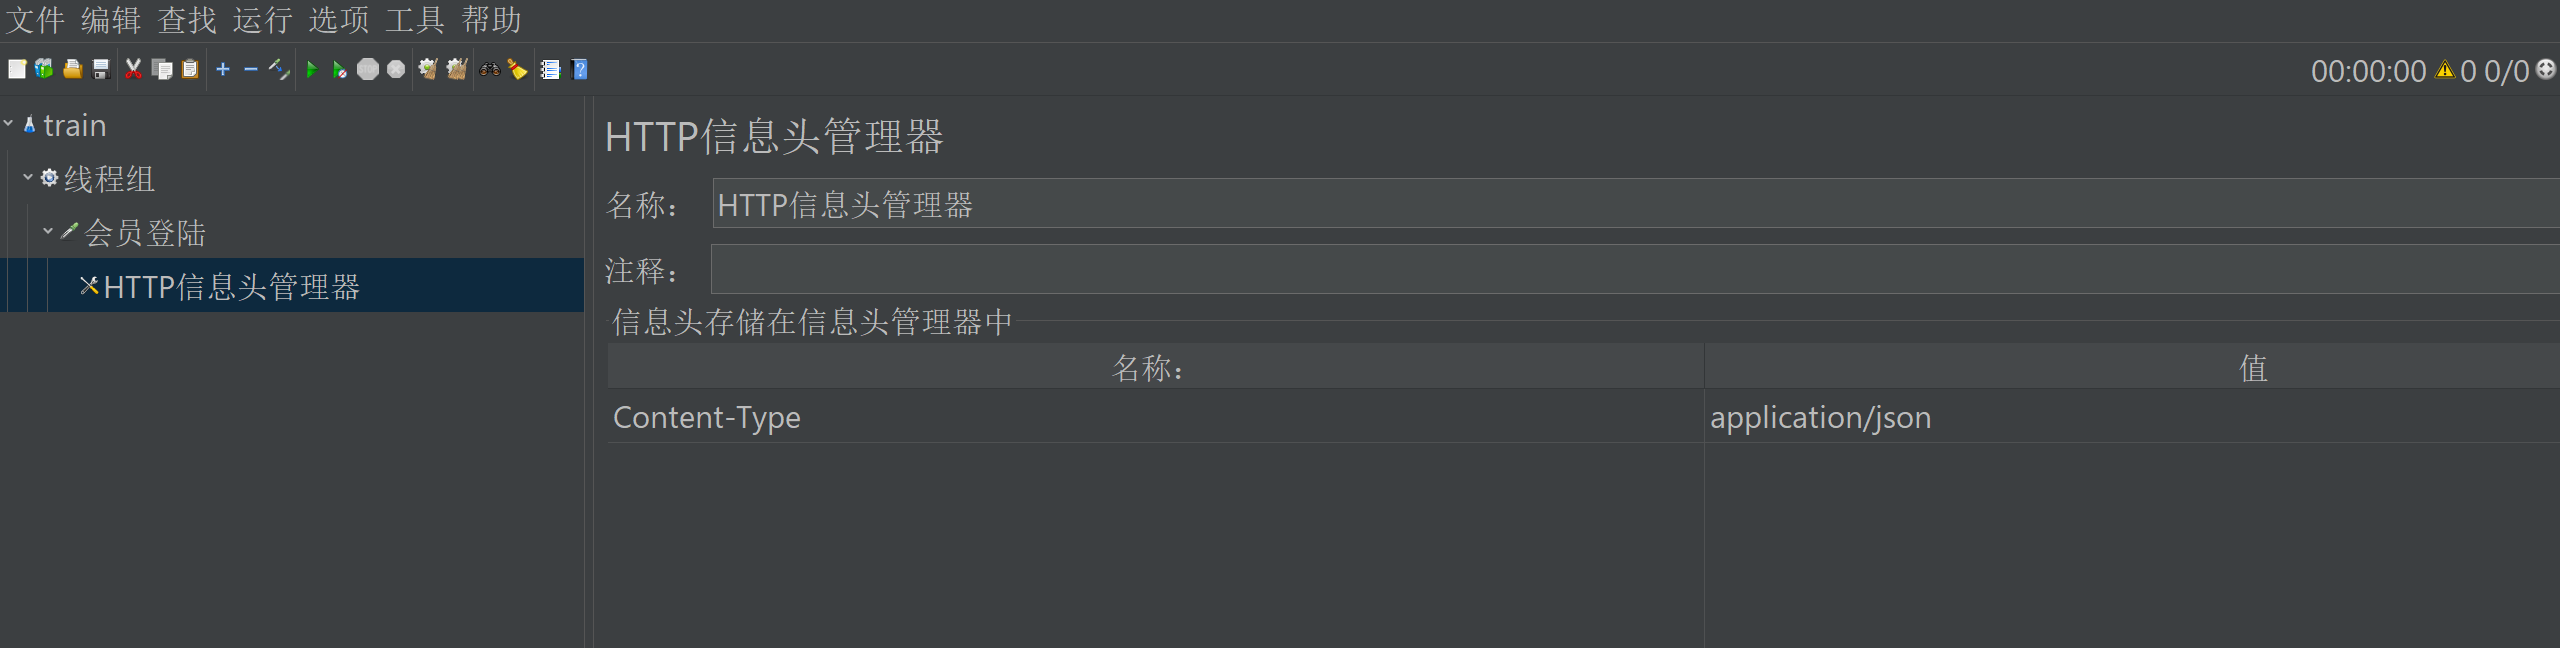 文件 编辑 查找 运行 选项 工具 帮助
00:00:00 0 0/0
train
线程组
会员登陆
HTTP信息头管理器
HTTP信息头管理器
名称： HTTP信息头管理器
注释：
信息头存储在信息头管理器中
名称： 值
Content-Type application/json